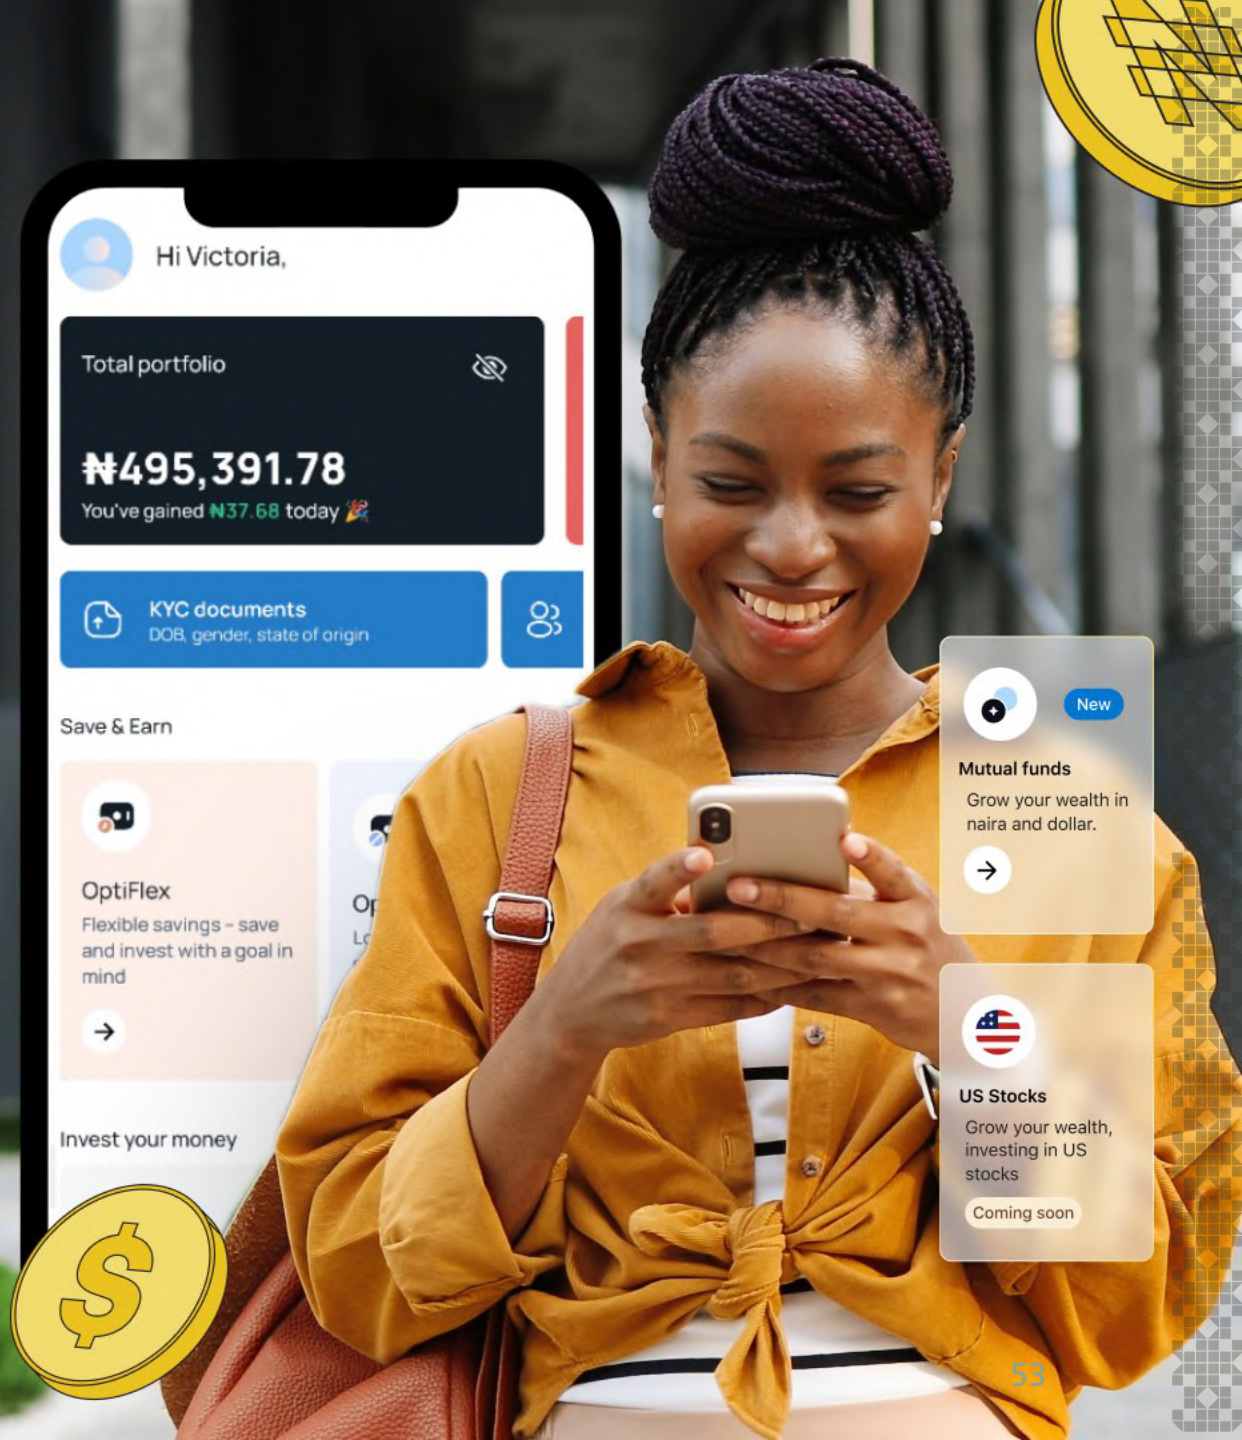 Hi Victoria,
Total portfolio
₦495,391.78
You've gained ₦37.68 today 🎉
KYC documents
DOB, gender, state of origin
Save & Earn
OptiFlex
Flexible savings – save
and invest with a goal in
mind
Op
Lo
Invest your money
$
₦
New
Mutual funds
Grow your wealth in
naira and dollar.
US Stocks
Grow your wealth,
investing in US
stocks
Coming soon
53